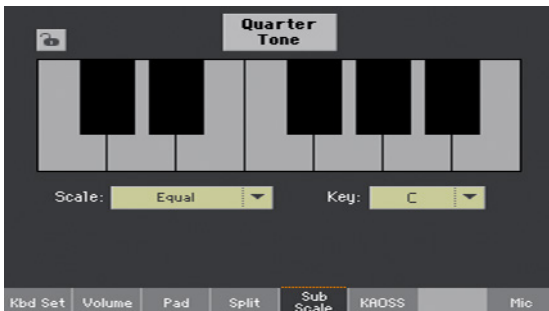 Quarter
Tone
Scale: Equal Key: C
Kbd Set Volume Pad Split Sub Scale KAOSS Mic